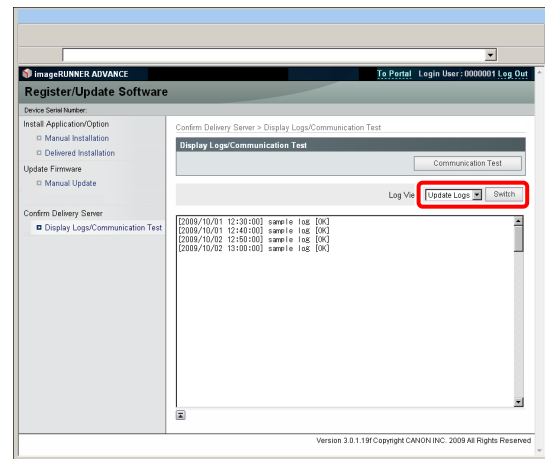 imageRUNNER ADVANCE
To Portal Login User : 0000001 Log Out
Register/Update Software
Device Serial Number:
Install Application/Option
Manual Installation
Delivered Installation
Update Firmware
Manual Update
Confirm Delivery Server
Display Logs/Communication Test
Confirm Delivery Server > Display Logs/Communication Test
Display Logs/Communication Test
Communication Test
Log Vie Update Logs Switch
[2009/10/01 12:30:00] sample log [OK]
[2009/10/01 12:40:00] sample log [OK]
[2009/10/02 12:50:00] sample log [OK]
[2009/10/02 13:00:00] sample log [OK]
Version 3.0.1.19f Copyright CANON INC. 2009 All Rights Reserved